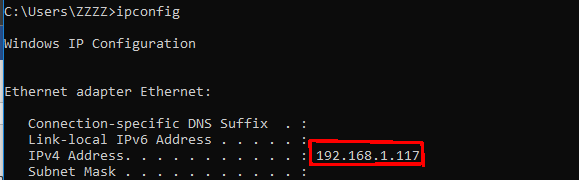 C:\Users\ZZZZ>ipconfig
Windows IP Configuration
Ethernet adapter Ethernet:
Connection-specific DNS Suffix . :
Link-local IPv6 Address . . . . . :
IPv4 Address. . . . . . . . . . . : 192.168.1.117
Subnet Mask . . . . . . . . . . . :